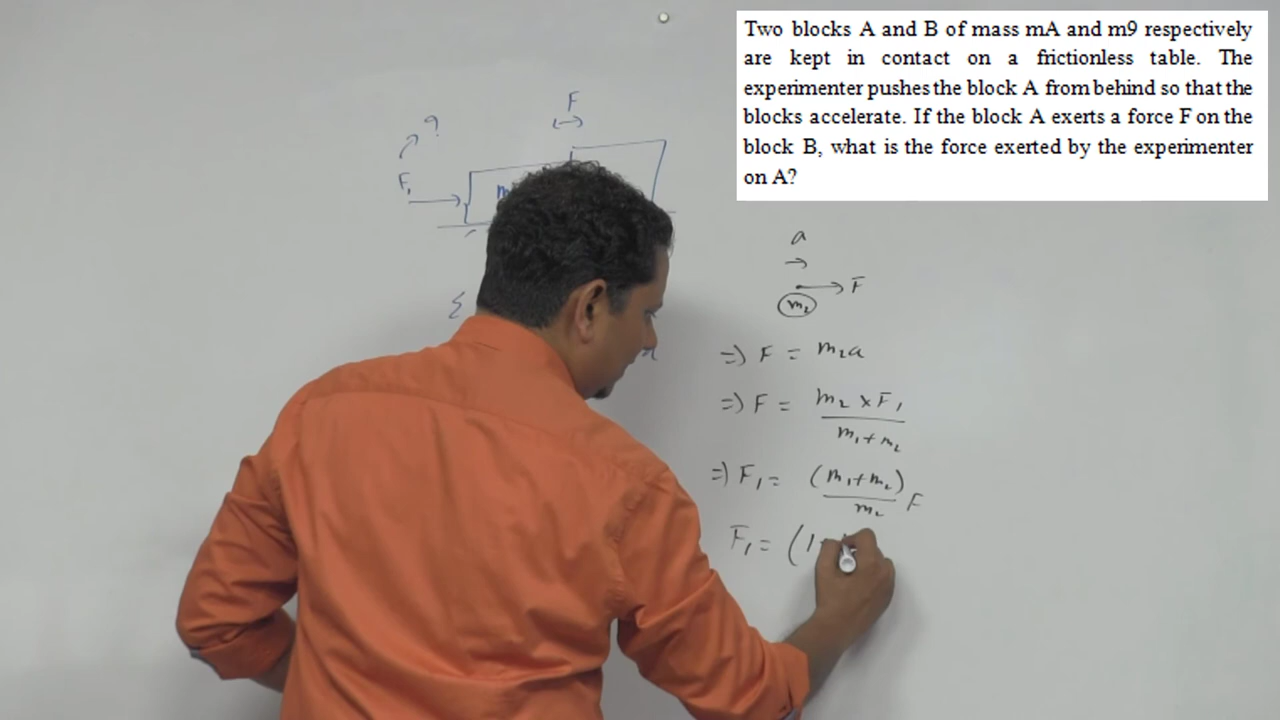 Two blocks A and B of mass mA and m9 respectively
are kept in contact on a frictionless table. The
experimenter pushes the block A from behind so that the
blocks accelerate. If the block A exerts a force F on the
block B, what is the force exerted by the experimenter
on A?
F
?
F₁
m
a
F
m₂
=) F = m₂a
=) F = m₂ × F₁
m₁ + m₂
=) F₁ = (m₁ + m₂) F
m₂
F₁ = (1